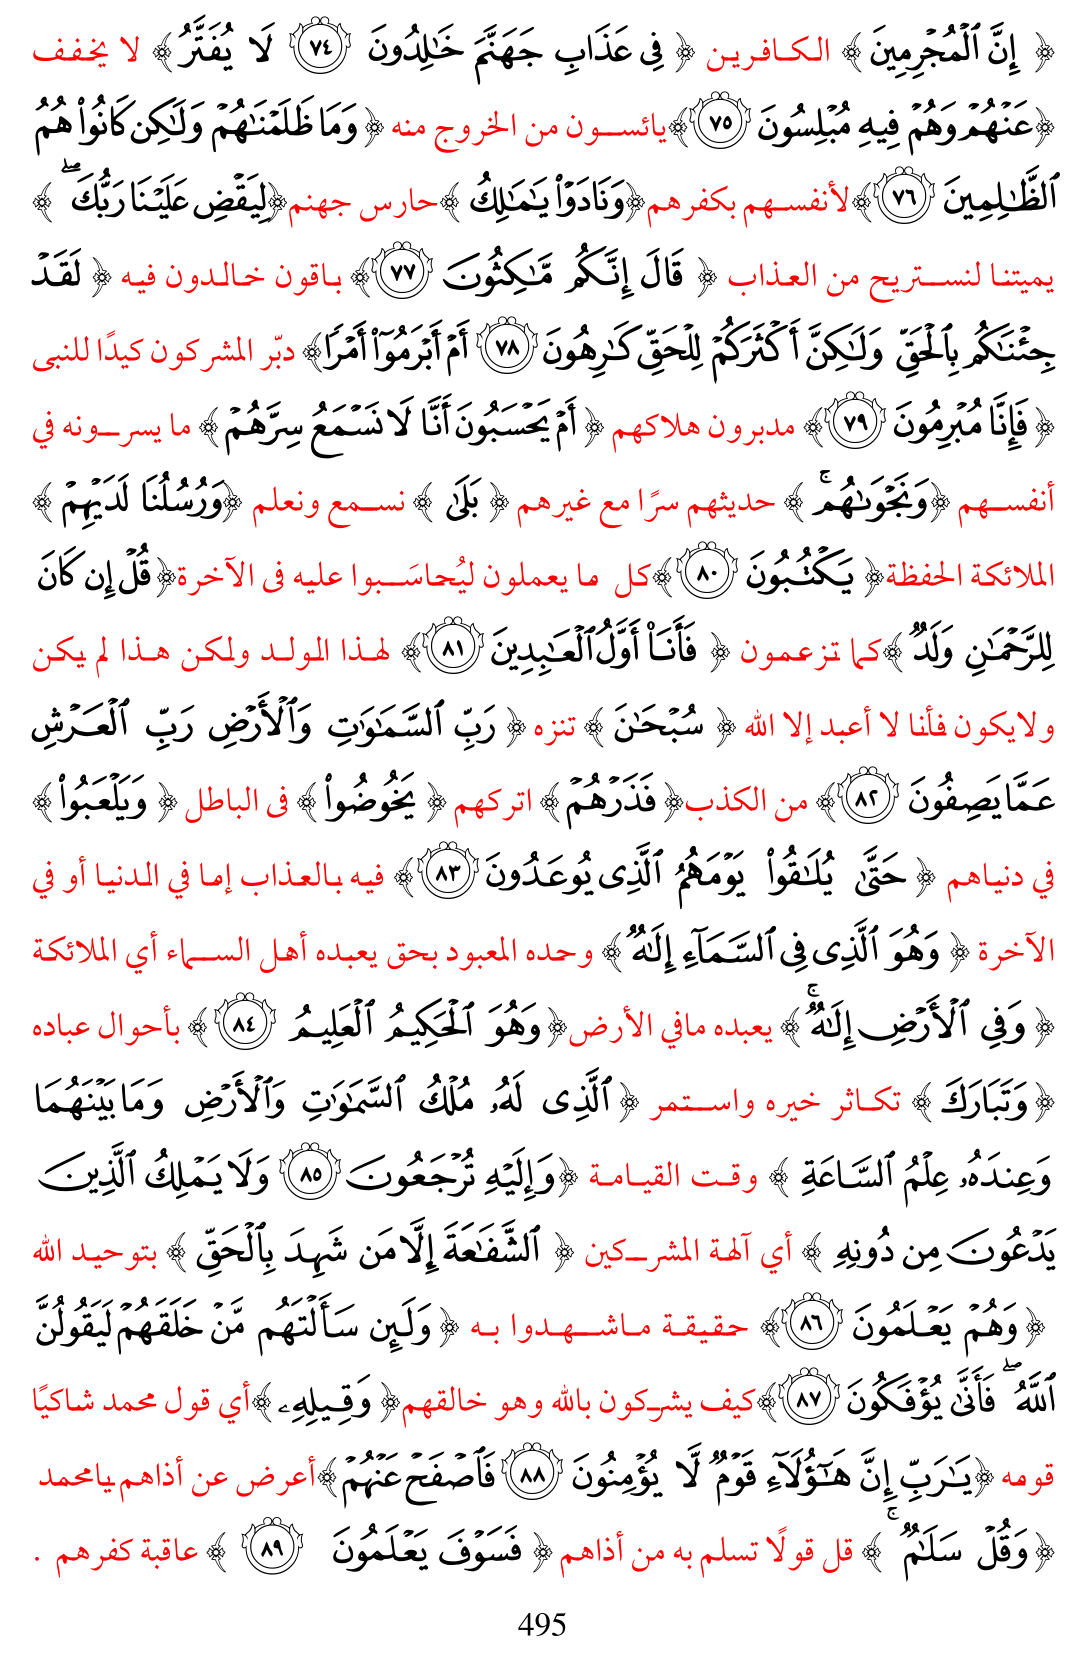 ﴿ إِنَّ ٱلْمُجْرِمِينَ ﴾ الكافرين ﴿ فِى عَذَابِ جَهَنَّمَ خَٰلِدُونَ ٧٤ لَا يُفَتَّرُ ﴾ لا يخفف
﴿ عَنْهُمْ وَهُمْ فِيهِ مُبْلِسُونَ ٧٥ ﴾ يائسون من الخروج منه ﴿ وَمَا ظَلَمْنَٰهُمْ وَلَٰكِن كَانُوا۟ هُمُ
ٱلظَّٰلِمِينَ ٧٦ ﴾ لأنفسهم بكفرهم ﴿ وَنَادَوْا۟ يَٰمَٰلِكُ ﴾ حارس جهنم ﴿ لِيَقْضِ عَلَيْنَا رَبُّكَ ۖ ﴾
يميتنا لنستريح من العذاب ﴿ قَالَ إِنَّكُم مَّٰكِثُونَ ٧٧ ﴾ باقون خالدون فيه ﴿ لَقَدْ
جِئْنَٰكُم بِٱلْحَقِّ وَلَٰكِنَّ أَكْثَرَكُمْ لِلْحَقِّ كَٰرِهُونَ ٧٨ أَمْ أَبْرَمُوٓا۟ أَمْرًا ﴾ دبّر المشركون كيدًا للنبى
﴿ فَإِنَّا مُبْرِمُونَ ٧٩ ﴾ مدبرون هلاكهم ﴿ أَمْ يَحْسَبُونَ أَنَّا لَا نَسْمَعُ سِرَّهُمْ ﴾ ما يسرونه في
أنفسهم ﴿ وَنَجْوَىٰهُم ۚ ﴾ حديثهم سرًا مع غيرهم ﴿ بَلَىٰ ﴾ نسمع ونعلم ﴿ وَرُسُلُنَا لَدَيْهِمْ ﴾
الملائكة الحفظة ﴿ يَكْتُبُونَ ٨٠ ﴾ كل ما يعملون ليُحاسَبوا عليه فى الآخرة ﴿ قُلْ إِن كَانَ
لِلرَّحْمَٰنِ وَلَدٌ ﴾ كما تزعمون ﴿ فَأَنَا۠ أَوَّلُ ٱلْعَٰبِدِينَ ٨١ ﴾ لهذا الولد ولمكن هذا لم يكن
ولايكون فأنا لا أعبد إلا الله ﴿ سُبْحَٰنَ ﴾ تنزه ﴿ رَبِّ ٱلسَّمَٰوَٰتِ وَٱلْأَرْضِ رَبِّ ٱلْعَرْشِ
عَمَّا يَصِفُونَ ٨٢ ﴾ من الكذب ﴿ فَذَرْهُمْ ﴾ اتركهم ﴿ يَخُوضُوا۟ ﴾ فى الباطل ﴿ وَيَلْعَبُوا۟ ﴾
في دنياهم ﴿ حَتَّىٰ يُلَٰقُوا۟ يَوْمَهُمُ ٱلَّذِى يُوعَدُونَ ٨٣ ﴾ فيه بالعذاب إما في الدنيا أو في
الآخرة ﴿ وَهُوَ ٱلَّذِى فِى ٱلسَّمَآءِ إِلَٰهٌ ﴾ وحده المعبود بحق يعبده أهل السماء أي الملائكة
﴿ وَفِى ٱلْأَرْضِ إِلَٰهٌ ۚ ﴾ يعبده مافي الأرض ﴿ وَهُوَ ٱلْحَكِيمُ ٱلْعَلِيمُ ٨٤ ﴾ بأحوال عباده
﴿ وَتَبَارَكَ ﴾ تكاثر خيره واستمر ﴿ ٱلَّذِى لَهُۥ مُلْكُ ٱلسَّمَٰوَٰتِ وَٱلْأَرْضِ وَمَا بَيْنَهُمَا
وَعِندَهُۥ عِلْمُ ٱلسَّاعَةِ ﴾ وقت القيامة ﴿ وَإِلَيْهِ تُرْجَعُونَ ٨٥ وَلَا يَمْلِكُ ٱلَّذِينَ
يَدْعُونَ مِن دُونِهِ ﴾ أي آلهة المشركين ﴿ ٱلشَّفَٰعَةَ إِلَّا مَن شَهِدَ بِٱلْحَقِّ ﴾ بتوحيد الله
﴿ وَهُمْ يَعْلَمُونَ ٨٦ ﴾ حقيقة ماشهدوا به ﴿ وَلَئِن سَأَلْتَهُم مَّنْ خَلَقَهُمْ لَيَقُولُنَّ
ٱللَّهُ ۖ فَأَنَّىٰ يُؤْفَكُونَ ٨٧ ﴾ كيف يشركون بالله وهو خالقهم ﴿ وَقِيلِهِۦ ﴾ أي قول محمد شاكيًا
قومه ﴿ يَٰرَبِّ إِنَّ هَٰٓؤُلَآءِ قَوْمٌ لَّا يُؤْمِنُونَ ٨٨ فَٱصْفَحْ عَنْهُمْ ﴾ أعرض عن أذاهم يامحمد
﴿ وَقُلْ سَلَٰمٌ ۚ ﴾ قل قولًا تسلم به من أذاهم ﴿ فَسَوْفَ يَعْلَمُونَ ٨٩ ﴾ عاقبة كفرهم .
495